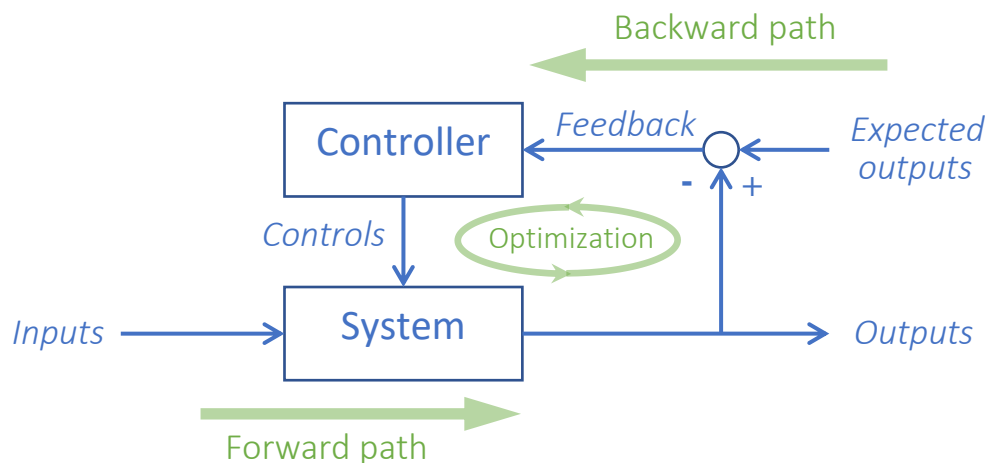 Backward path
Controller
Feedback
Expected
outputs
- +
Controls
Optimization
Inputs
System
Outputs
Forward path